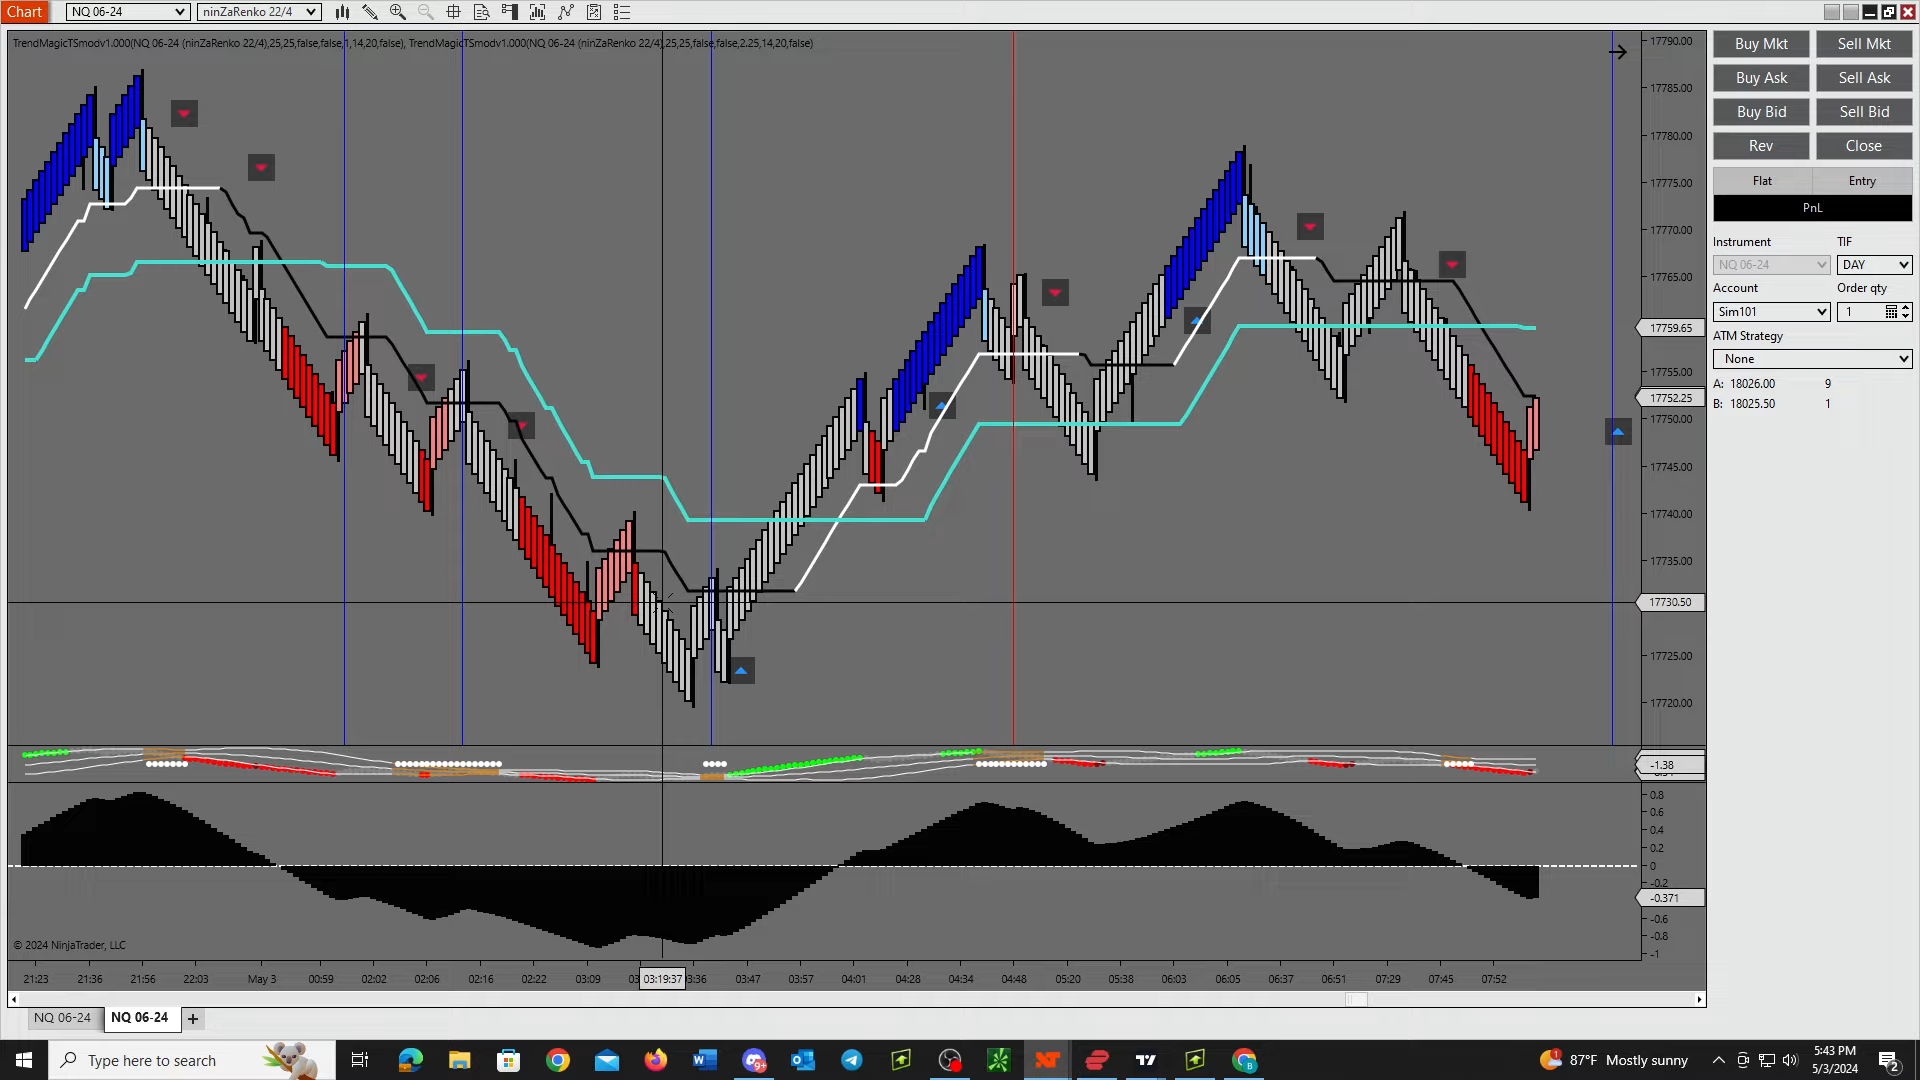 Chart
NQ 06-24
ninZaRenko 22/4
TrendMagicTSmodv1.000(NQ 06-24 (ninZaRenko 22/4),25,25,false,false,1,14,20,false), TrendMagicTSmodv1.000(NQ 06-24 (ninZaRenko 22/4),25,25,false,false,2.25,14,20,false)
17790.00
17785.00
17780.00
17775.00
17770.00
17765.00
17759.65
17755.00
17752.25
17750.00
17745.00
17740.00
17735.00
17730.50
17725.00
17720.00
-1.38
0.8
0.6
0.4
0.2
0
-0.2
-0.371
-0.6
-0.8
-1
© 2024 NinjaTrader, LLC
21:23
21:36
21:56
22:03
May 3
00:59
02:02
02:06
02:16
02:22
03:09
03:19:37
03:36
03:47
03:57
04:01
04:28
04:34
04:48
05:20
05:38
06:03
06:05
06:37
06:51
07:29
07:45
07:52
NQ 06-24
NQ 06-24
+
Buy Mkt
Sell Mkt
Buy Ask
Sell Ask
Buy Bid
Sell Bid
Rev
Close
Flat
Entry
PnL
Instrument
TIF
NQ 06-24
DAY
Account
Order qty
Sim101
1
ATM Strategy
None
A: 18026.00 9
B: 18025.50 1
Type here to search
9+
1
87°F Mostly sunny
5:43 PM
5/3/2024
2